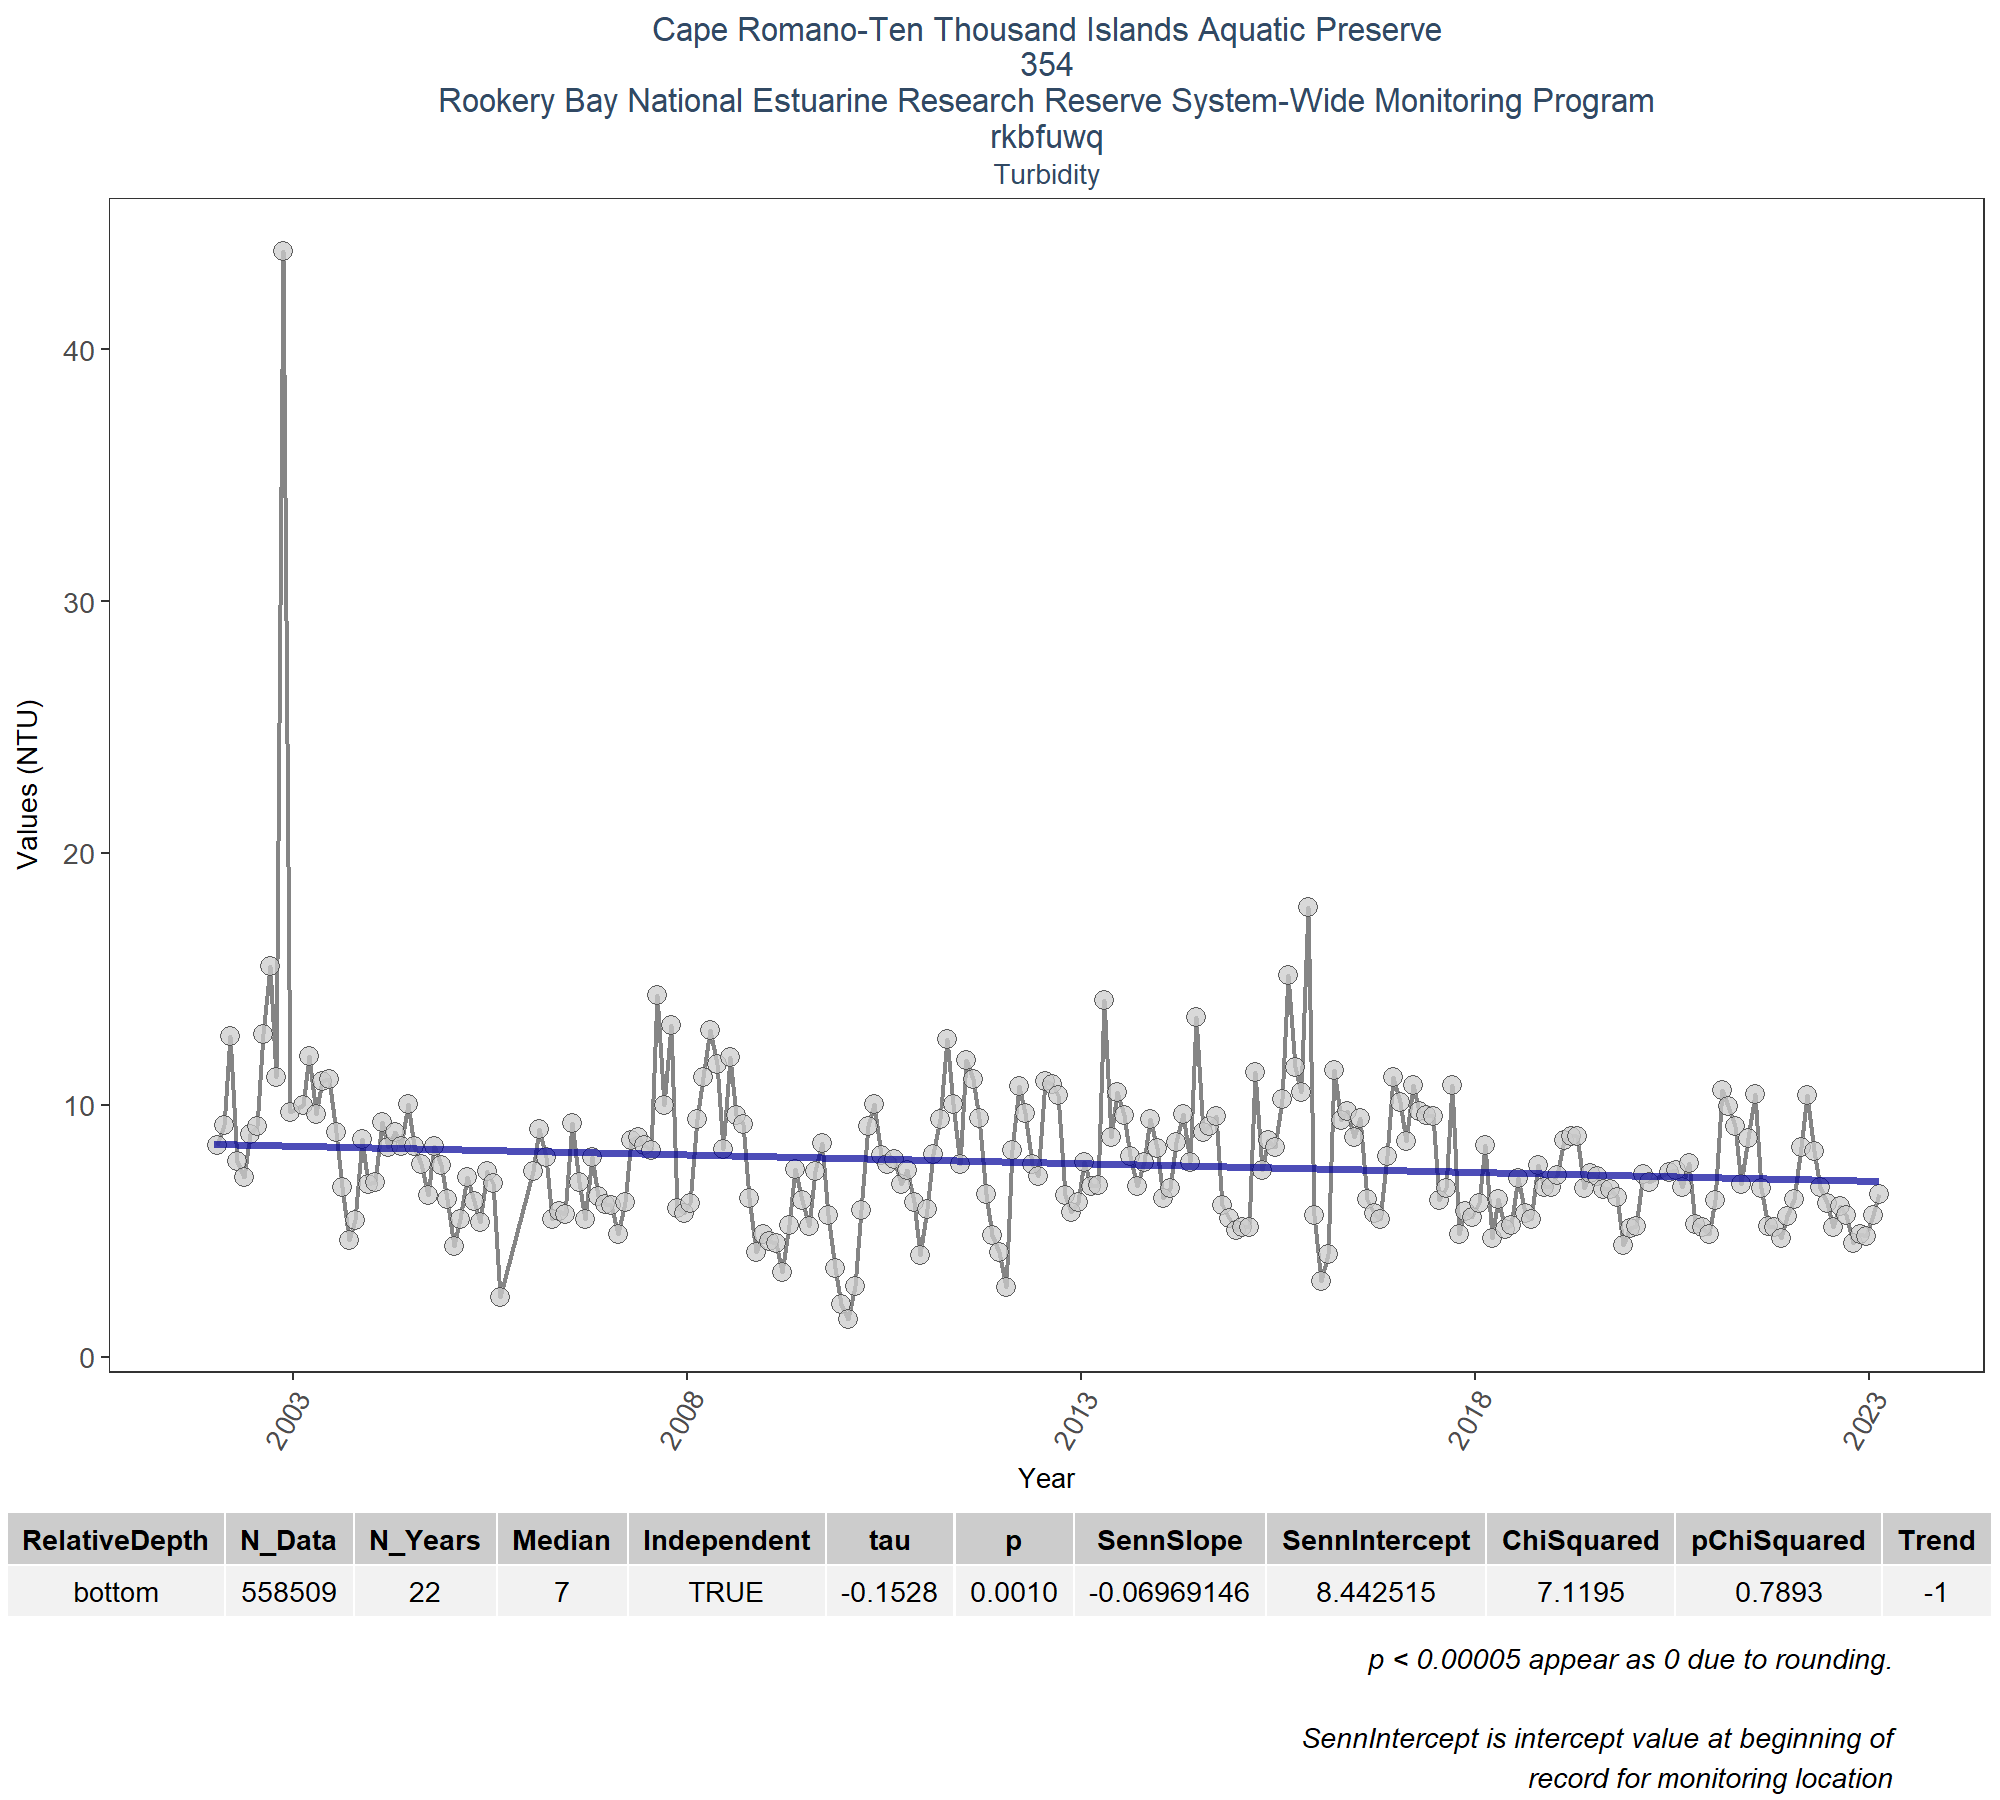 Cape Romano-Ten Thousand Islands Aquatic Preserve
354
Rookery Bay National Estuarine Research Reserve System-Wide Monitoring Program
rkbfuwq
Turbidity
Values (NTU)
40
30
20
10
0
2003 2008 2013 2018 2023
Year
RelativeDepth N_Data N_Years Median Independent tau p SennSlope SennIntercept ChiSquared pChiSquared Trend
bottom 558509 22 7 TRUE -0.1528 0.0010 -0.06969146 8.442515 7.1195 0.7893 -1
p < 0.00005 appear as 0 due to rounding.
SennIntercept is intercept value at beginning of
record for monitoring location